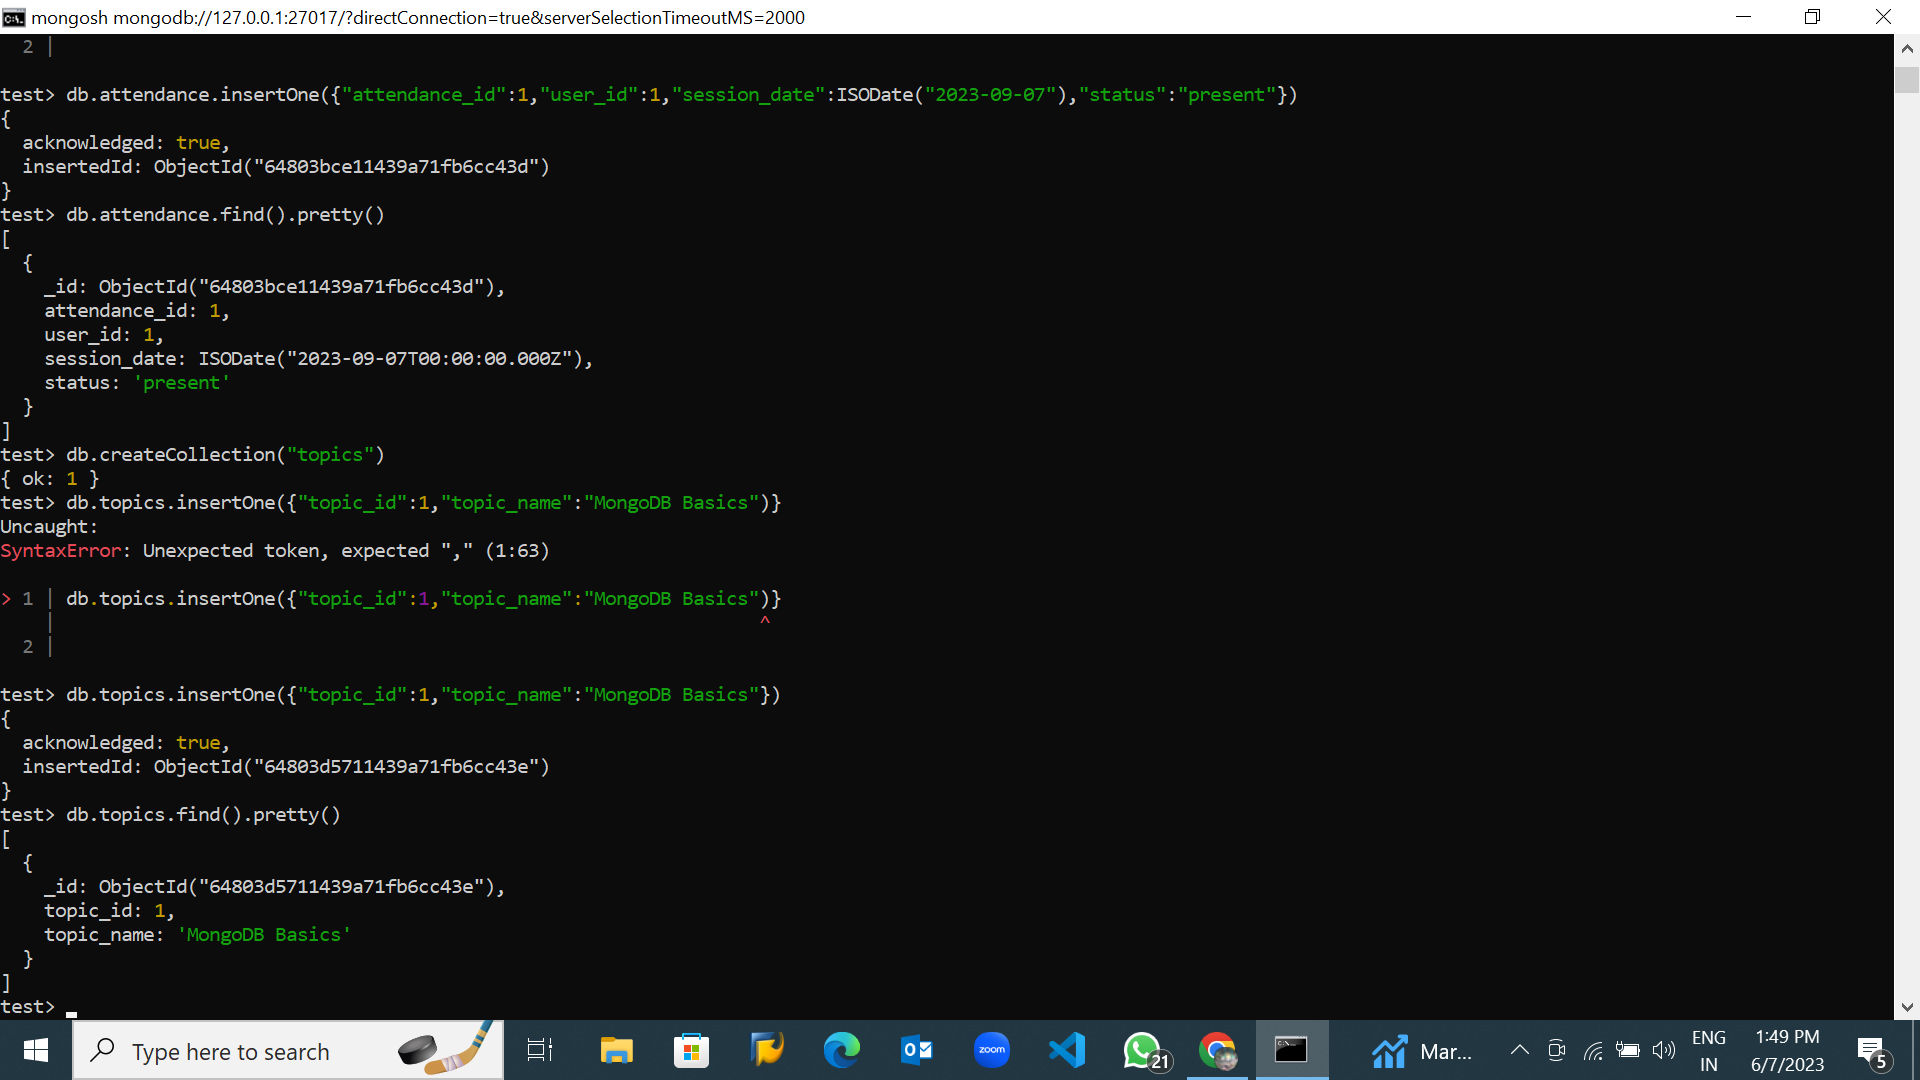 mongosh mongodb://127.0.0.1:27017/?directConnection=true&serverSelectionTimeoutMS=2000
2 |
test> db.attendance.insertOne({"attendance_id":1,"user_id":1,"session_date":ISODate("2023-09-07"),"status":"present"})
{
  acknowledged: true,
  insertedId: ObjectId("64803bce11439a71fb6cc43d")
}
test> db.attendance.find().pretty()
[
  {
    _id: ObjectId("64803bce11439a71fb6cc43d"),
    attendance_id: 1,
    user_id: 1,
    session_date: ISODate("2023-09-07T00:00:00.000Z"),
    status: 'present'
  }
]
test> db.createCollection("topics")
{ ok: 1 }
test> db.topics.insertOne({"topic_id":1,"topic_name":"MongoDB Basics")}
Uncaught:
SyntaxError: Unexpected token, expected "," (1:63)
> 1 | db.topics.insertOne({"topic_id":1,"topic_name":"MongoDB Basics")}
    |                                                                ^
  2 |
test> db.topics.insertOne({"topic_id":1,"topic_name":"MongoDB Basics"})
{
  acknowledged: true,
  insertedId: ObjectId("64803d5711439a71fb6cc43e")
}
test> db.topics.find().pretty()
[
  {
    _id: ObjectId("64803d5711439a71fb6cc43e"),
    topic_id: 1,
    topic_name: 'MongoDB Basics'
  }
]
test>
Type here to search
zoom
21
Mar...
ENG
IN
1:49 PM
6/7/2023
5